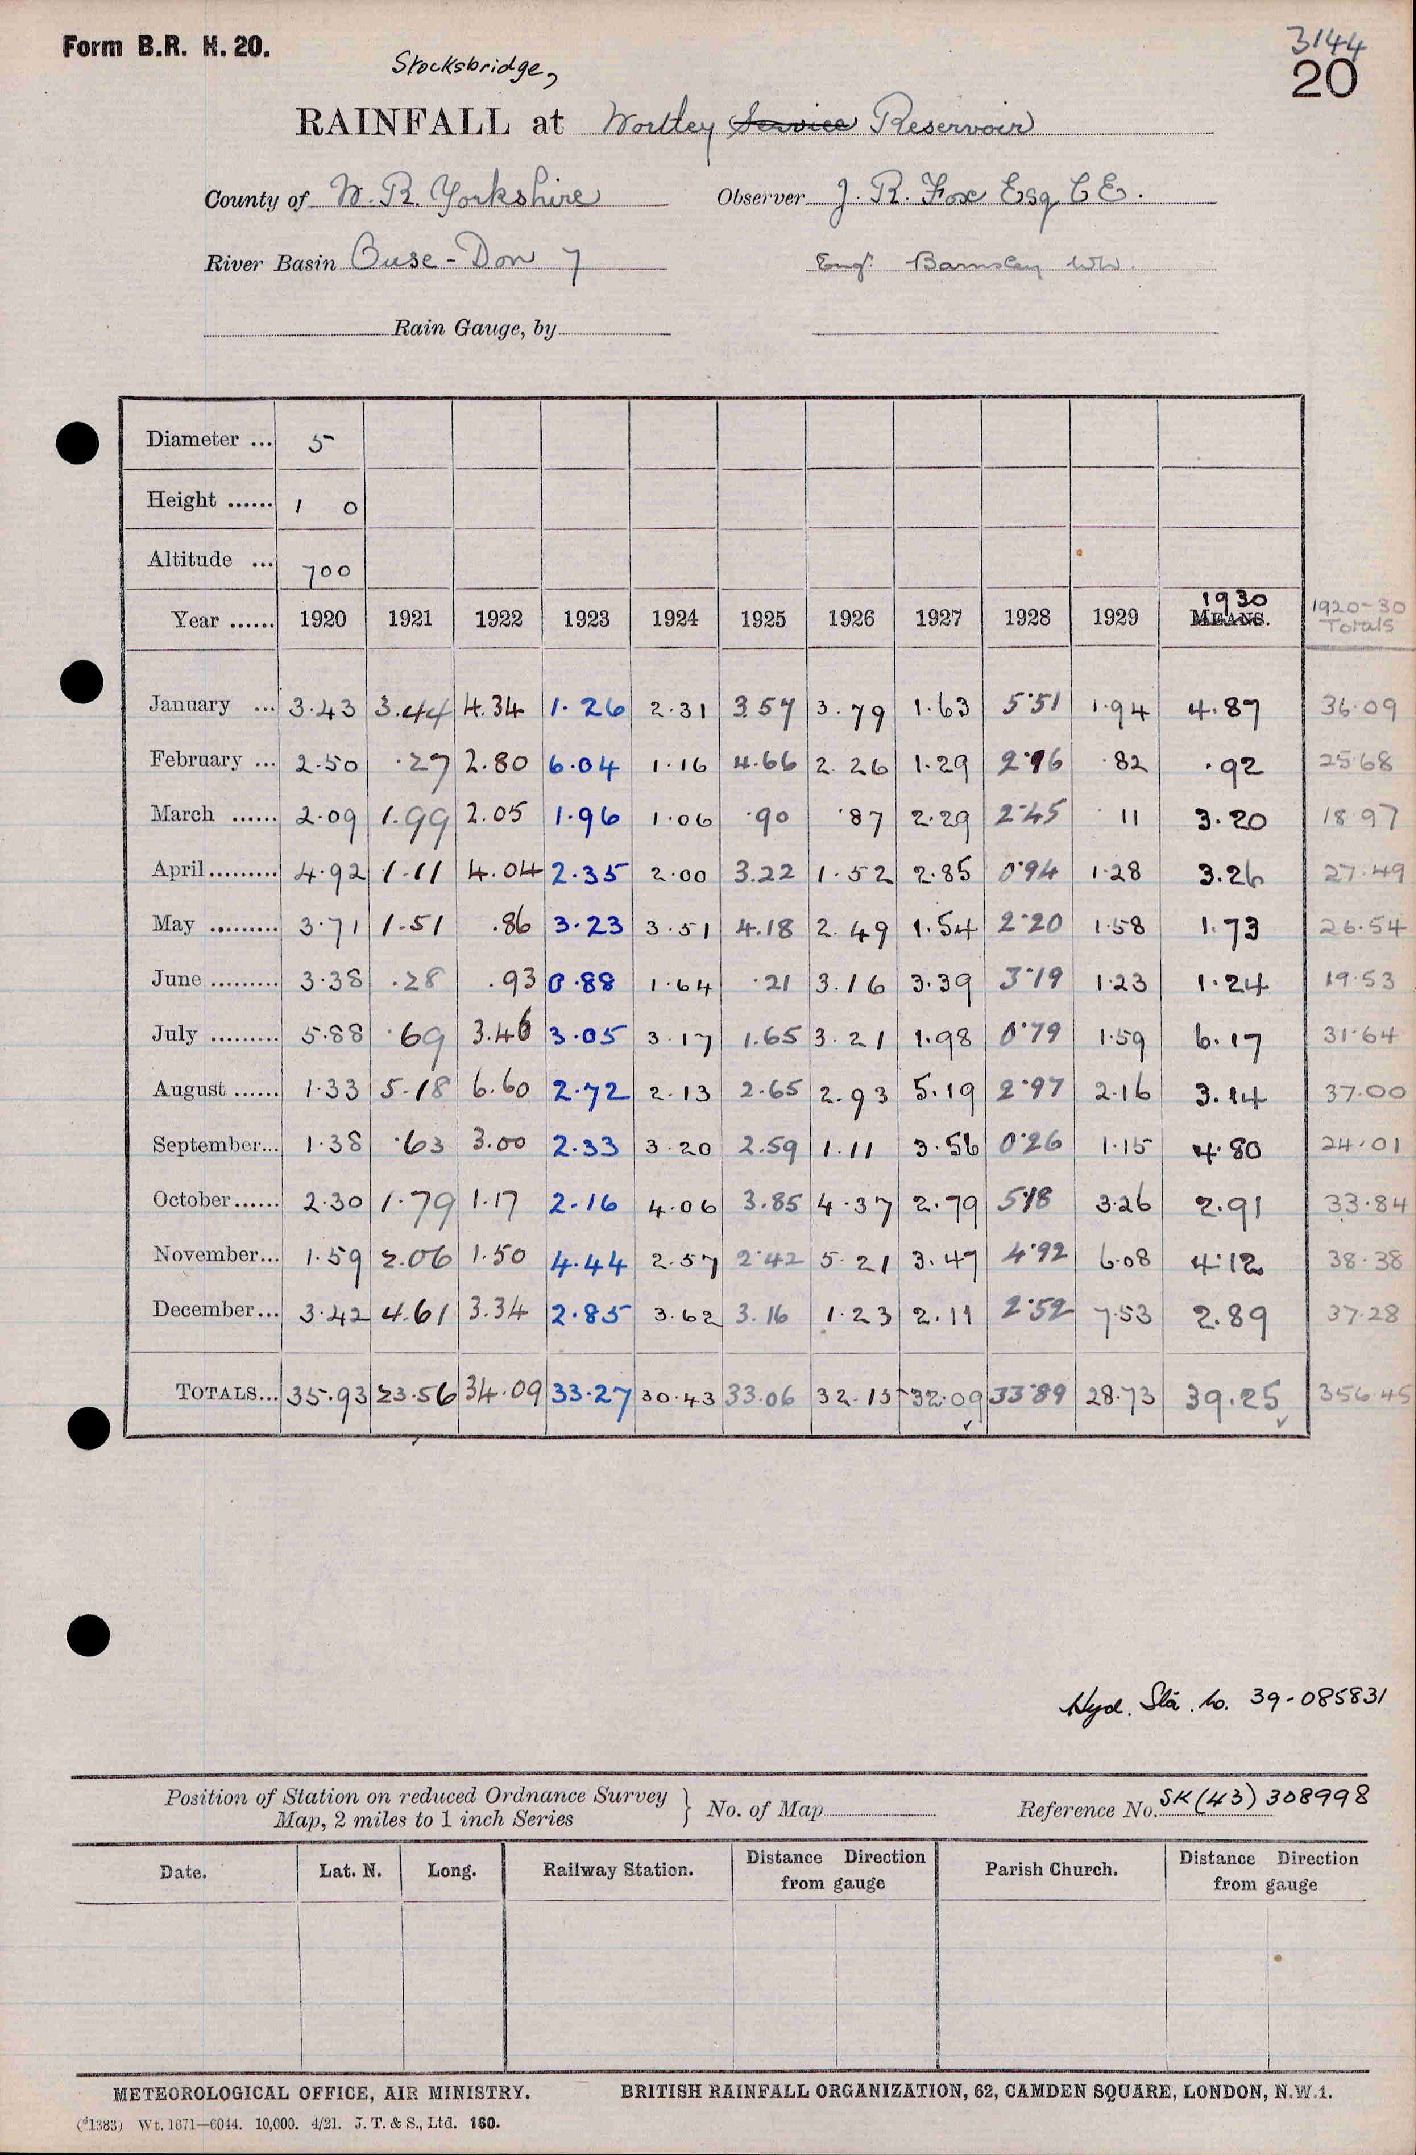 Form B.R. H. 20.
3144
20
Stocksbridge,
RAINFALL at Wortley Service Reservoir
County of W. R. Yorkshire Observer J. R. Fox Esq C E.
River Basin Ouse - Don 7 Engr. Barnsley WW.
Rain Gauge, by
Diameter ... 5
Height ...... 1 0
Altitude ... 700
Year ...... 1920 1921 1922 1923 1924 1925 1926 1927 1928 1929 1930 MEANS. 1920-30 Totals
January ... 3.43 3.44 4.34 1.26 2.31 3.57 3.79 1.63 5.51 1.94 4.87 36.09
February ... 2.50 .27 2.80 6.04 1.16 4.66 2.26 1.29 2.96 .82 .92 25.68
March ...... 2.09 1.99 2.05 1.96 1.06 .90 .87 2.29 2.45 .11 3.20 18.97
April......... 4.92 1.11 4.04 2.35 2.00 3.22 1.52 2.85 0.94 1.28 3.26 27.49
May ......... 3.71 1.51 .86 3.23 3.51 4.18 2.49 1.54 2.20 1.58 1.73 26.54
June ......... 3.38 .28 .93 0.88 1.64 .21 3.16 3.39 3.19 1.23 1.24 19.53
July ......... 5.88 .69 3.46 3.05 3.17 1.65 3.21 1.98 0.79 1.59 6.17 31.64
August ...... 1.33 5.18 6.60 2.72 2.13 2.65 2.93 5.19 2.97 2.16 3.14 37.00
September... 1.38 .63 3.00 2.33 3.20 2.59 1.11 3.56 0.26 1.15 4.80 24.01
October...... 2.30 1.79 1.17 2.16 4.06 3.85 4.37 2.79 5.18 3.26 2.91 33.84
November... 1.59 2.06 1.50 4.44 2.57 2.42 5.21 3.47 4.92 6.08 4.12 38.38
December... 3.42 4.61 3.34 2.85 3.62 3.16 1.23 2.11 2.52 7.53 2.89 37.28
TOTALS... 35.93 23.56 34.09 33.27 30.43 33.06 32.15 32.09 33.89 28.73 39.25 356.45
Hyd. Sta. No. 39-085831
Position of Station on reduced Ordnance Survey
Map, 2 miles to 1 inch Series } No. of Map Reference No. SK (43) 308998
Date. Lat. N. Long. Railway Station. Distance Direction from gauge Parish Church. Distance Direction from gauge
METEOROLOGICAL OFFICE, AIR MINISTRY. BRITISH RAINFALL ORGANIZATION, 62, CAMDEN SQUARE, LONDON, N.W.1.
(d1383) Wt. 1671—6044. 10,000. 4/21. J. T. & S., Ltd. 160.